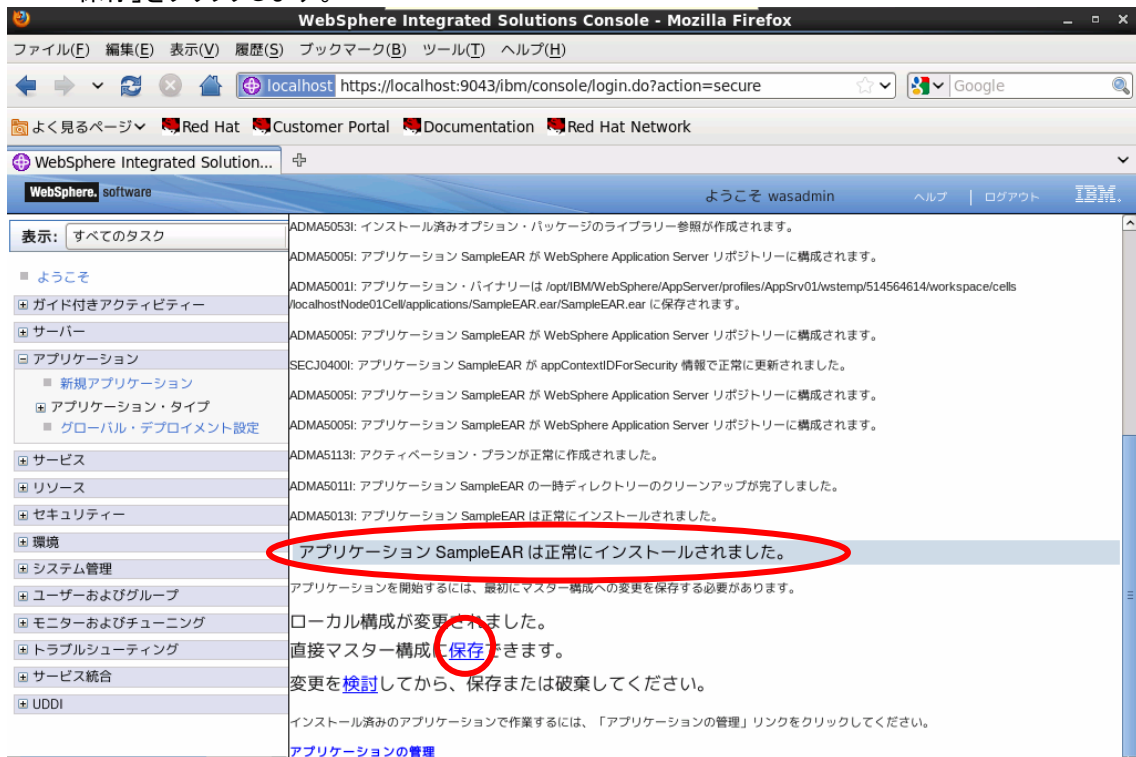 保存」をクリックします。
WebSphere Integrated Solutions Console - Mozilla Firefox
ファイル(F) 編集(E) 表示(V) 履歴(S) ブックマーク(B) ツール(T) ヘルプ(H)
localhost https://localhost:9043/ibm/console/login.do?action=secure Google
よく見るページ Red Hat Customer Portal Documentation Red Hat Network
WebSphere Integrated Solution...
WebSphere. software ようこそ wasadmin ヘルプ | ログアウト IBM.
表示: すべてのタスク
ようこそ
ガイド付きアクティビティー
サーバー
アプリケーション
新規アプリケーション
アプリケーション・タイプ
グローバル・デプロイメント設定
サービス
リソース
セキュリティー
環境
システム管理
ユーザーおよびグループ
モニターおよびチューニング
トラブルシューティング
サービス統合
UDDI
ADMA5053I: インストール済みオプション・パッケージのライブラリー参照が作成されます。
ADMA5005I: アプリケーション SampleEAR が WebSphere Application Server リポジトリーに構成されます。
ADMA5001I: アプリケーション・バイナリーは /opt/IBM/WebSphere/AppServer/profiles/AppSrv01/wstemp/514564614/workspace/cells
/localhostNode01Cell/applications/SampleEAR.ear/SampleEAR.ear に保存されます。
ADMA5005I: アプリケーション SampleEAR が WebSphere Application Server リポジトリーに構成されます。
SECJ0400I: アプリケーション SampleEAR が appContextIDForSecurity 情報で正常に更新されました。
ADMA5005I: アプリケーション SampleEAR が WebSphere Application Server リポジトリーに構成されます。
ADMA5005I: アプリケーション SampleEAR が WebSphere Application Server リポジトリーに構成されます。
ADMA5113I: アクティベーション・プランが正常に作成されました。
ADMA5011I: アプリケーション SampleEAR の一時ディレクトリーのクリーンアップが完了しました。
ADMA5013I: アプリケーション SampleEAR は正常にインストールされました。
アプリケーション SampleEAR は正常にインストールされました。
アプリケーションを開始するには、最初にマスター構成への変更を保存する必要があります。
ローカル構成が変更されました。
直接マスター構成に保存できます。
変更を検討してから、保存または破棄してください。
インストール済みのアプリケーションで作業するには、「アプリケーションの管理」リンクをクリックしてください。
アプリケーションの管理